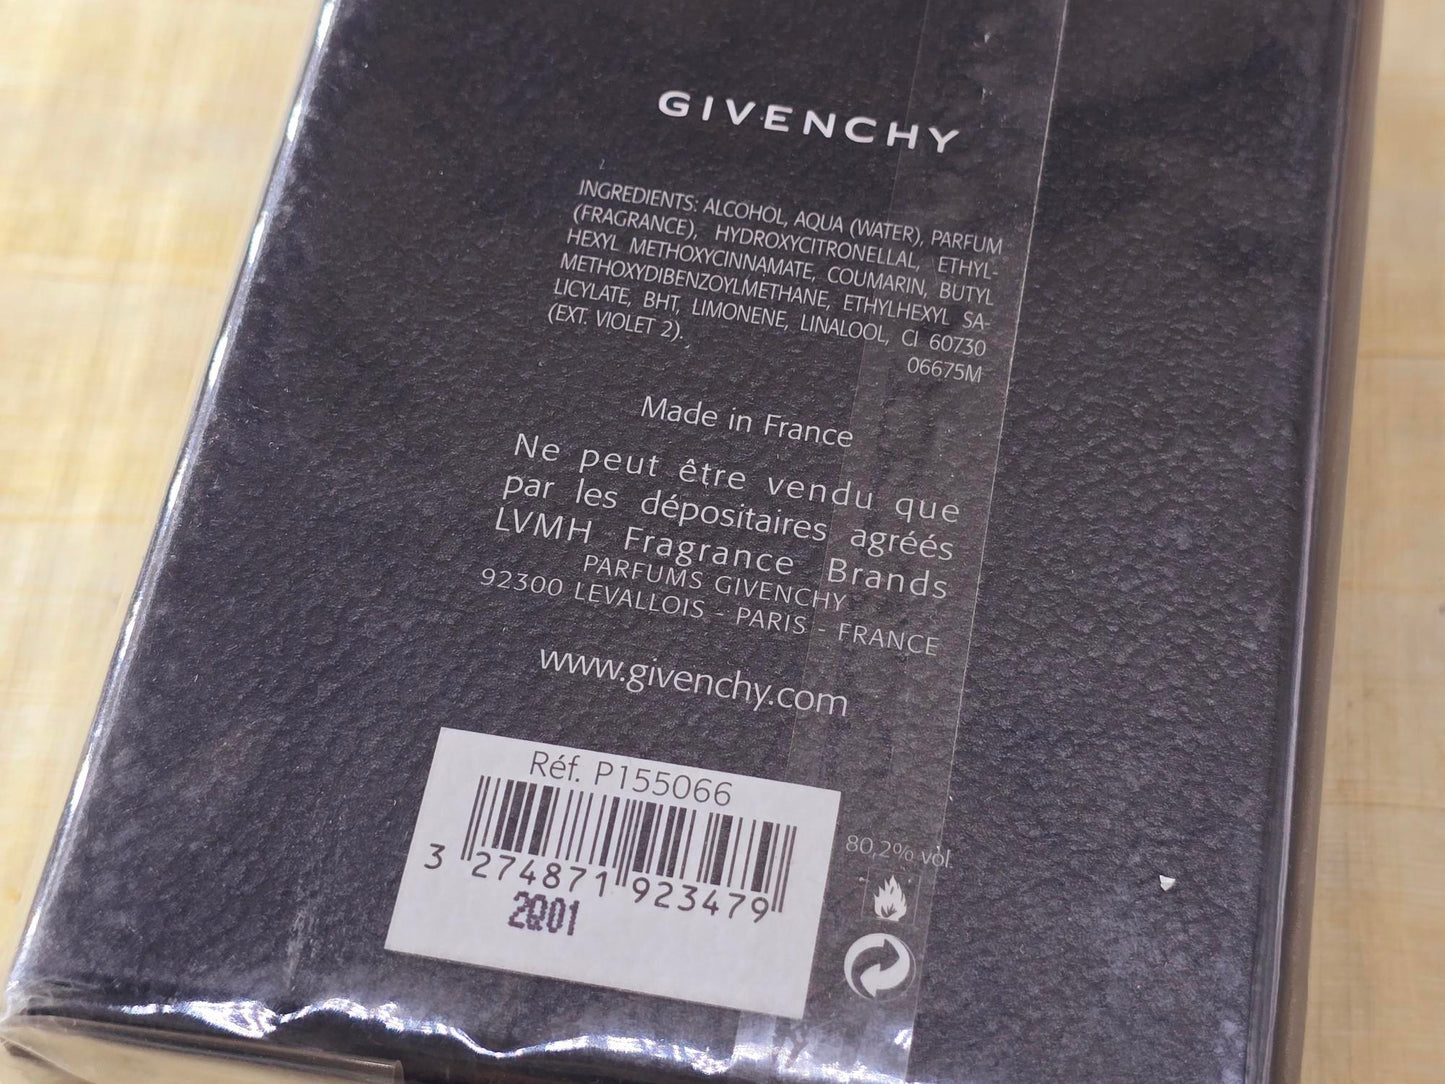 GIVENCHY
INGREDIENTS: ALCOHOL, AQUA (WATER), PARFUM
(FRAGRANCE), HYDROXYCITRONELLAL, ETHYL-
HEXYL METHOXYCINNAMATE, COUMARIN, BUTYL
METHOXYDIBENZOYLMETHANE, ETHYLHEXYL SA-
LICYLATE, BHT, LIMONENE, LINALOOL, CI 60730
(EXT. VIOLET 2).
06675M
Made in France
Ne peut être vendu que
par les dépositaires agréés
LVMH Fragrance Brands
PARFUMS GIVENCHY
92300 LEVALLOIS - PARIS - FRANCE
www.givenchy.com
Réf. P155066
3 274871 923479
2Q01
80,2% vol.